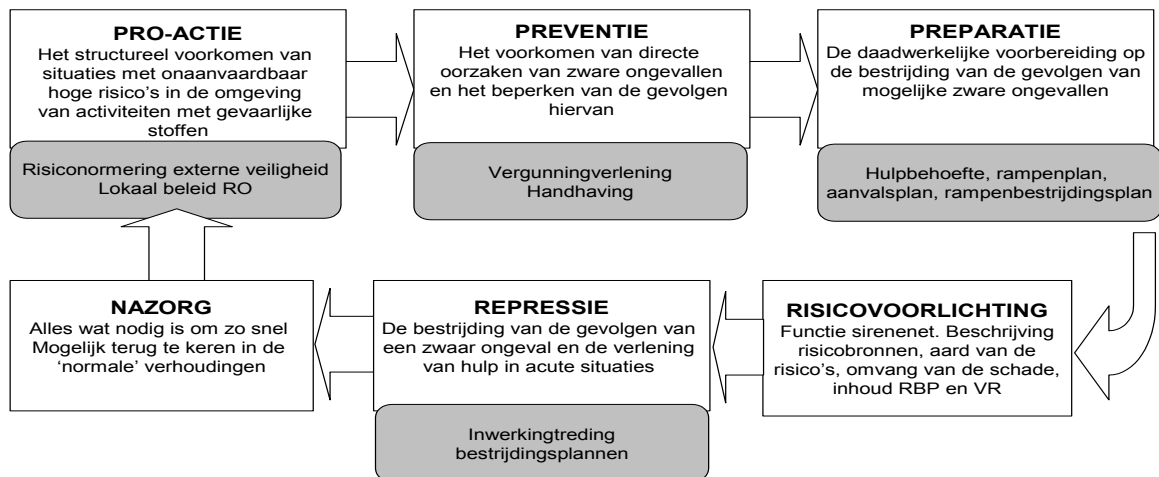 PRO-ACTIE
Het structureel voorkomen van
situaties met onaanvaardbaar
hoge risico's in de omgeving
van activiteiten met gevaarlijke
stoffen
Risiconormering externe veiligheid
Lokaal beleid RO
PREVENTIE
Het voorkomen van directe
oorzaken van zware ongevallen
en het beperken van de gevolgen
hiervan
Vergunningverlening
Handhaving
PREPARATIE
De daadwerkelijke voorbereiding op
de bestrijding van de gevolgen van
mogelijke zware ongevallen
Hulpbehoefte, rampenplan,
aanvalsplan, rampenbestrijdingsplan
RISICOVOORLICHTING
Functie sirenenet. Beschrijving
risicobronnen, aard van de
risico's, omvang van de schade,
inhoud RBP en VR
REPRESSIE
De bestrijding van de gevolgen van
een zwaar ongeval en de verlening
van hulp in acute situaties
Inwerkingtreding
bestrijdingsplannen
NAZORG
Alles wat nodig is om zo snel
Mogelijk terug te keren in de
'normale' verhoudingen